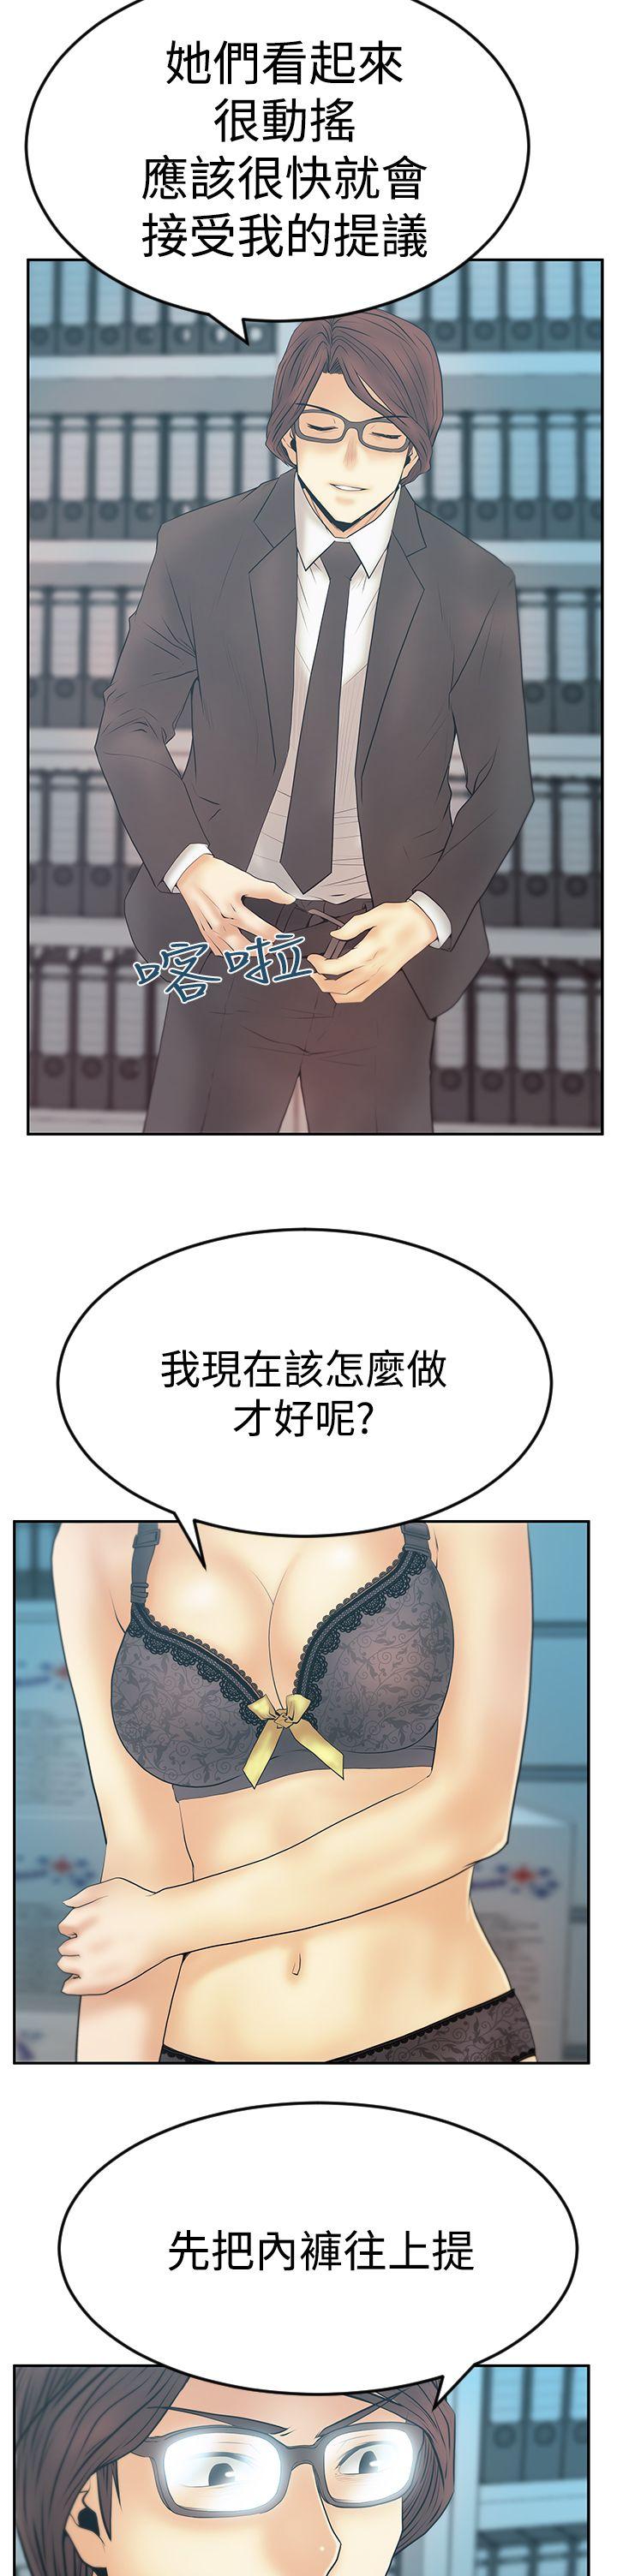 她們看起來
很動搖
應該很快就會
接受我的提議
喀啦
我現在該怎麼做
才好呢?
先把內褲往上提